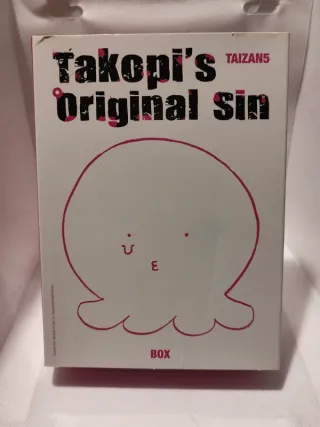 Takopi's
TAIZAN5
Original Sin
BOX